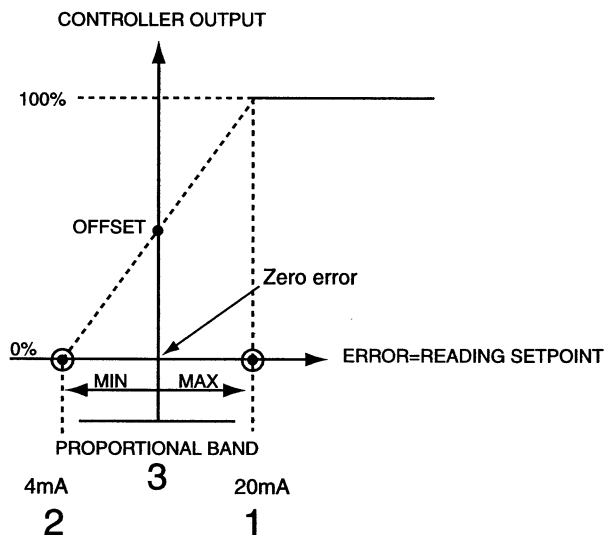 CONTROLLER OUTPUT
100%
OFFSET
Zero error
0%
ERROR=READING SETPOINT
MIN MAX
PROPORTIONAL BAND
3
4mA 20mA
2 1